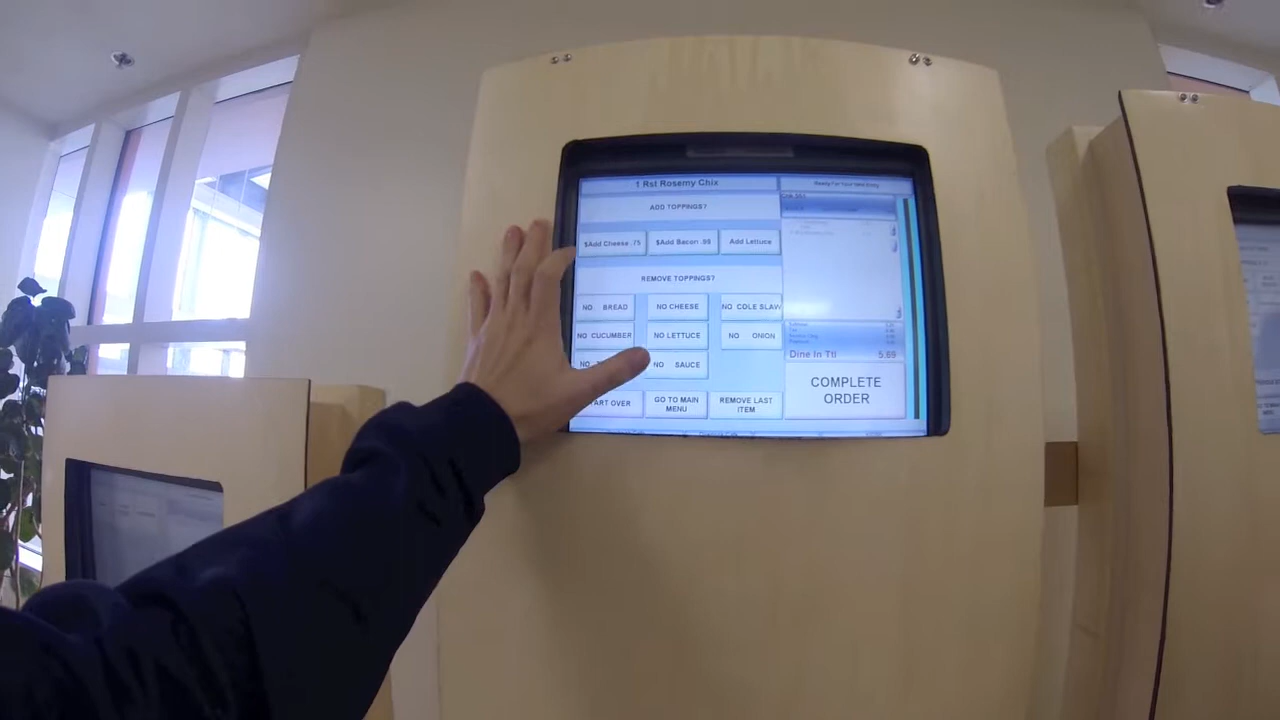 1 Rst Rosemy Chix
ADD TOPPINGS?
$Add Cheese .75
$Add Bacon .99
Add Lettuce
REMOVE TOPPINGS?
NO BREAD
NO CHEESE
NO COLE SLAW
NO CUCUMBER
NO LETTUCE
NO ONION
NO
NO SAUCE
ART OVER
GO TO MAIN
MENU
REMOVE LAST
ITEM
Dine In Ttl 5.69
COMPLETE
ORDER